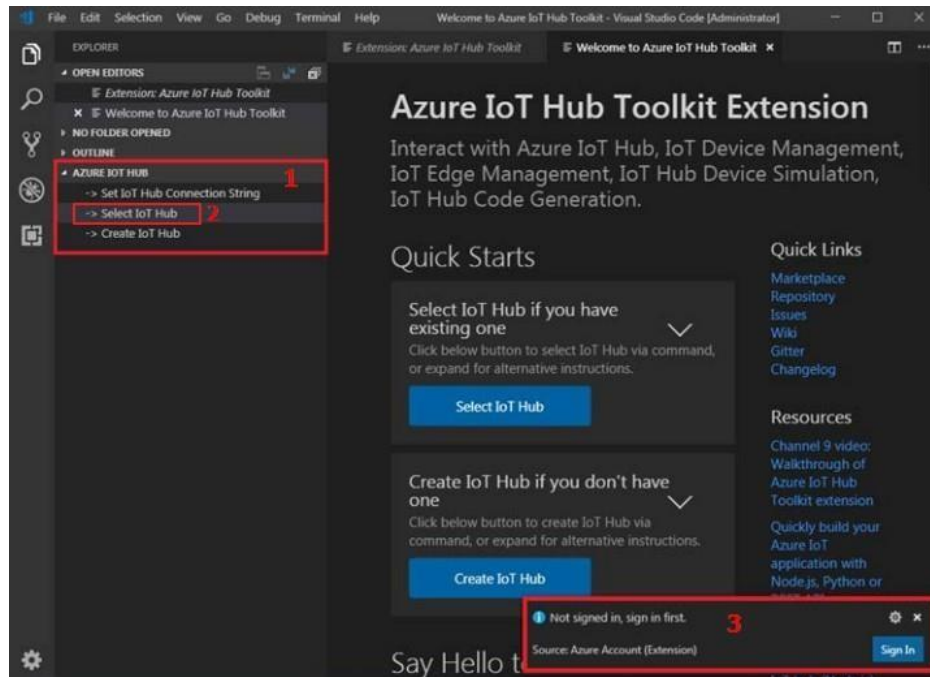 File Edit Selection View Go Debug Terminal Help
Welcome to Azure IoT Hub Toolkit - Visual Studio Code [Administrator]
EXPLORER
OPEN EDITORS
Extension: Azure IoT Hub Toolkit
Welcome to Azure IoT Hub Toolkit
NO FOLDER OPENED
OUTLINE
AZURE IOT HUB
1
-> Set IoT Hub Connection String
-> Select IoT Hub
2
-> Create IoT Hub
Extension: Azure IoT Hub Toolkit
Welcome to Azure IoT Hub Toolkit
Azure IoT Hub Toolkit Extension
Interact with Azure IoT Hub, IoT Device Management,
IoT Edge Management, IoT Hub Device Simulation,
IoT Hub Code Generation.
Quick Starts
Select IoT Hub if you have
existing one
Click below button to select IoT Hub via command,
or expand for alternative instructions.
Select IoT Hub
Create IoT Hub if you don't have
one
Click below button to create IoT Hub via
command, or expand for alternative instructions.
Create IoT Hub
Say Hello t
Quick Links
Marketplace
Repository
Issues
Wiki
Gitter
Changelog
Resources
Channel 9 video:
Walkthrough of
Azure IoT Hub
Toolkit extension
Quickly build your
Azure IoT
application with
Node.js, Python or
Not signed in, sign in first.
3
Source: Azure Account (Extension)
Sign In